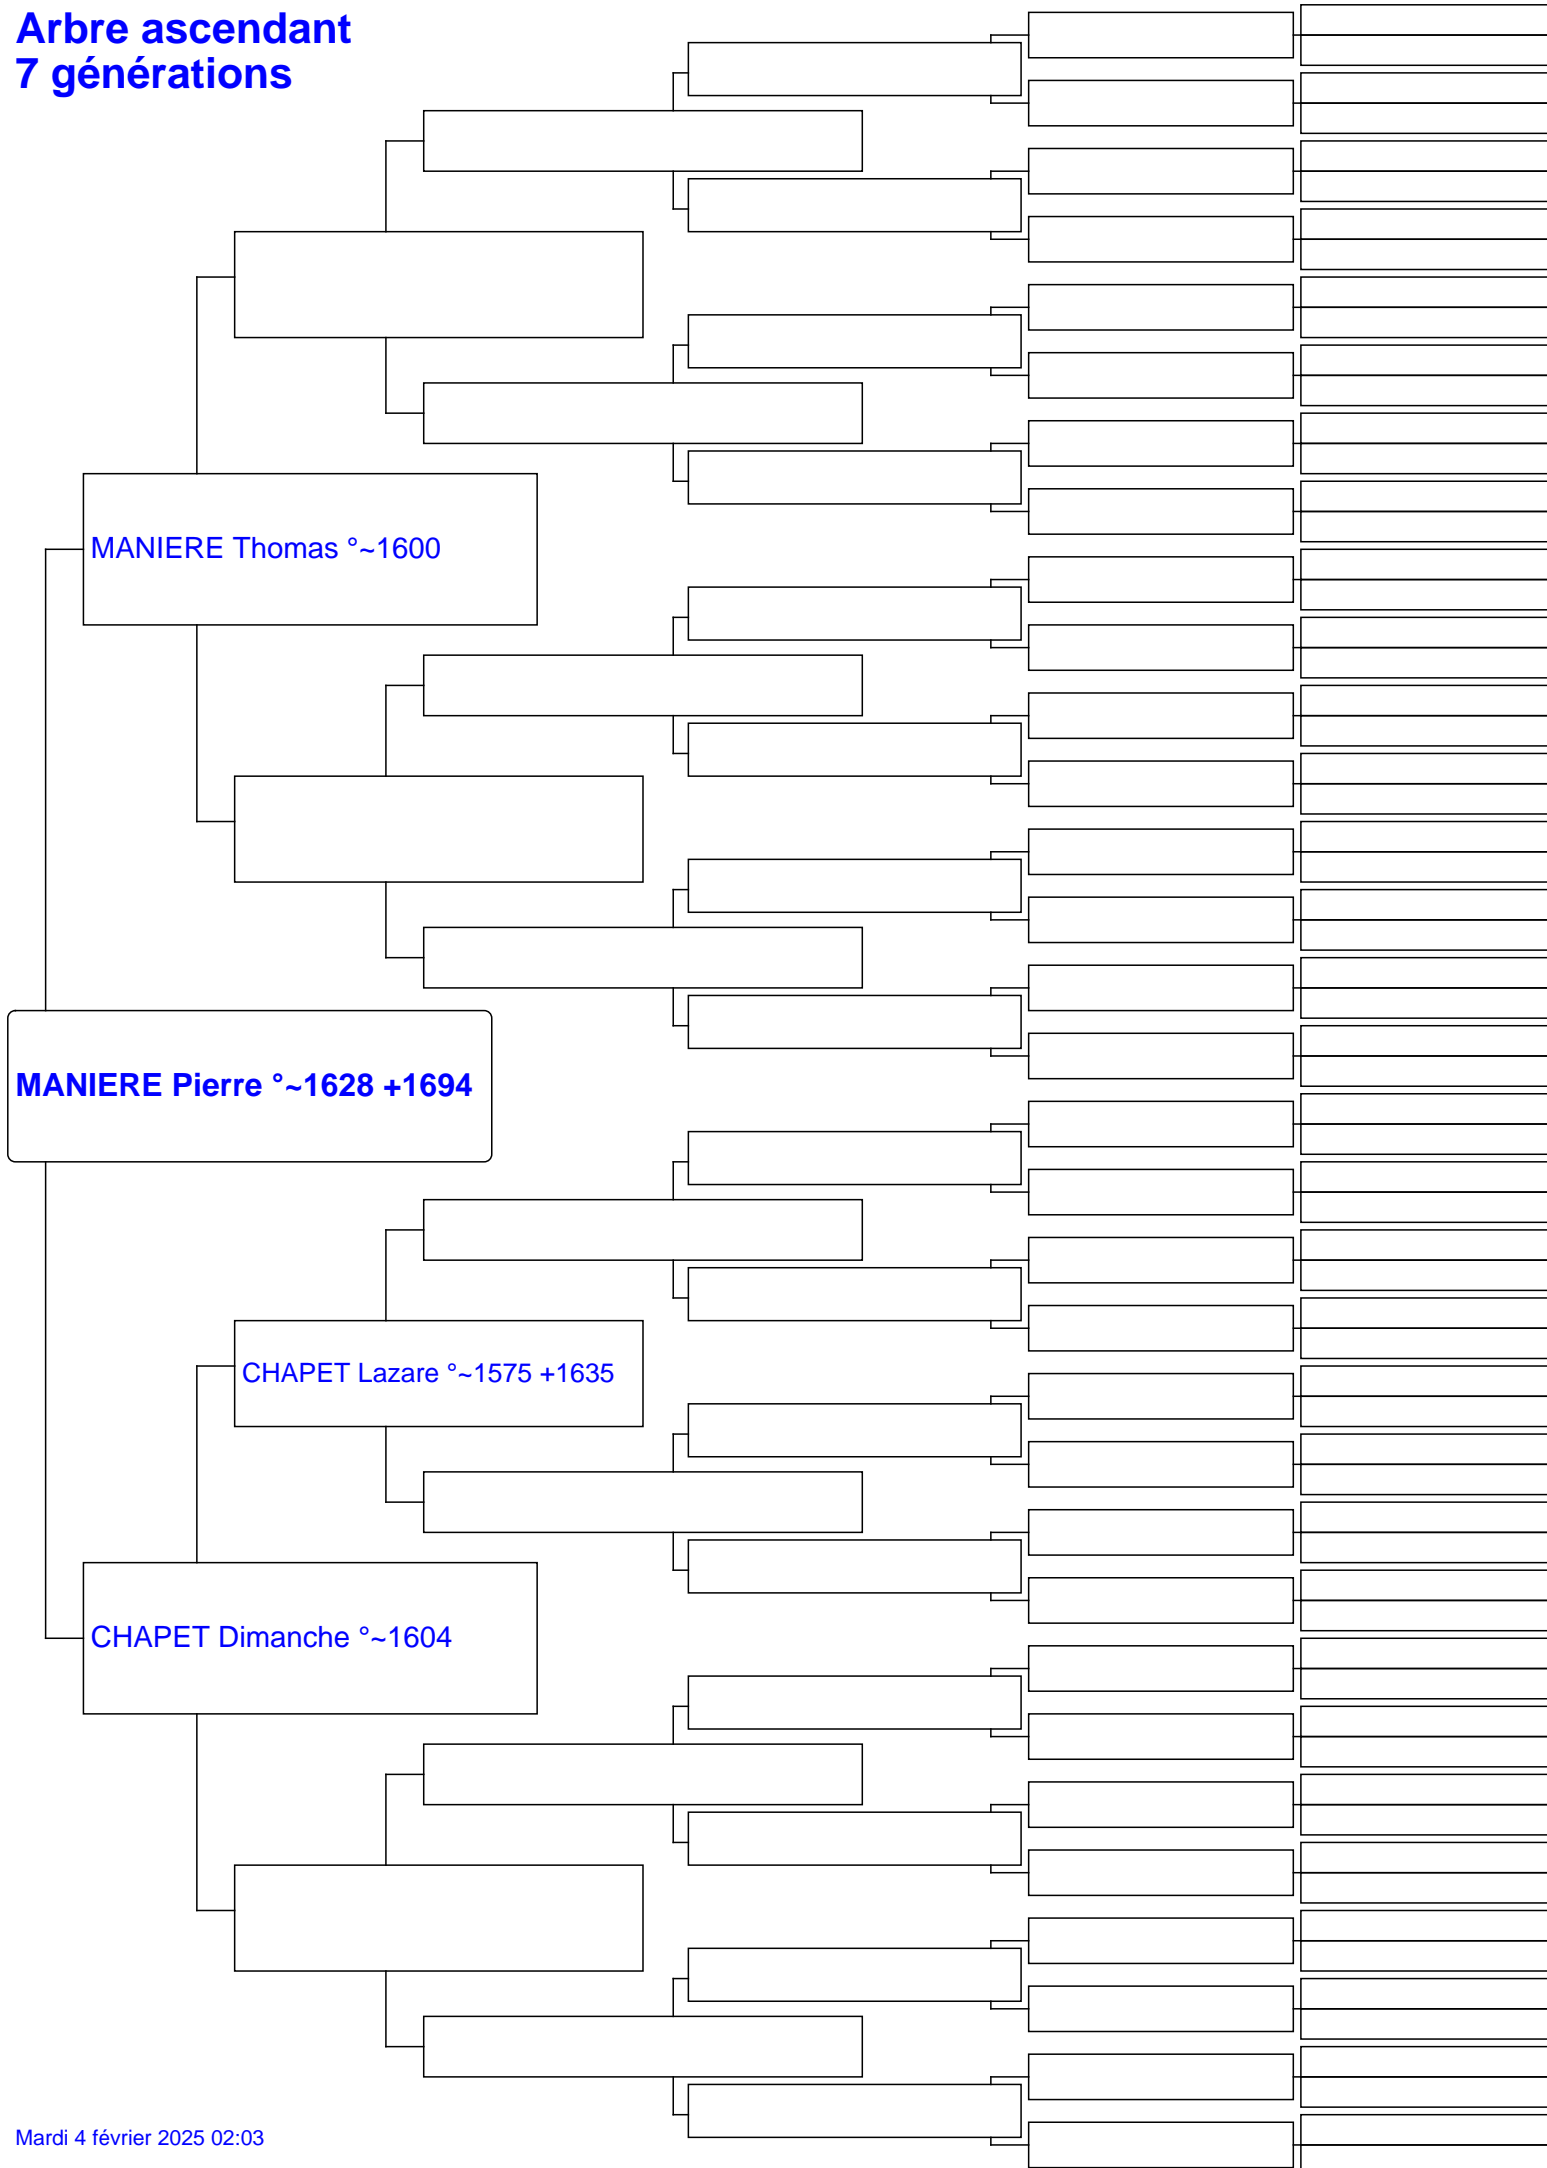 Arbre ascendant
7 générations
MANIERE Thomas °~1600
MANIERE Pierre °~1628 +1694
CHAPET Lazare °~1575 +1635
CHAPET Dimanche °~1604
Mardi 4 février 2025 02:03